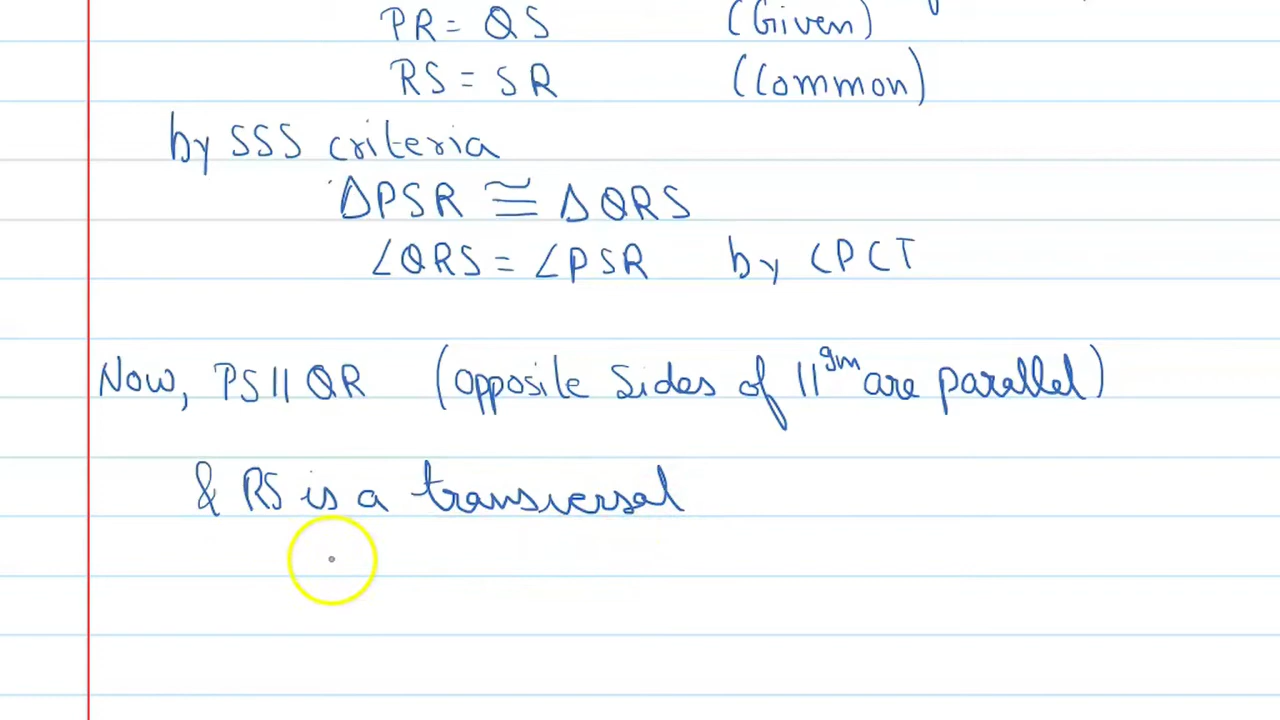 PR = QS (Given)
RS = SR (Common)
by SSS criteria
ΔPSR ≅ ΔQRS
∠QRS = ∠PSR by CPCT
Now, PS || QR (opposite sides of ||gm are parallel)
& RS is a transversal